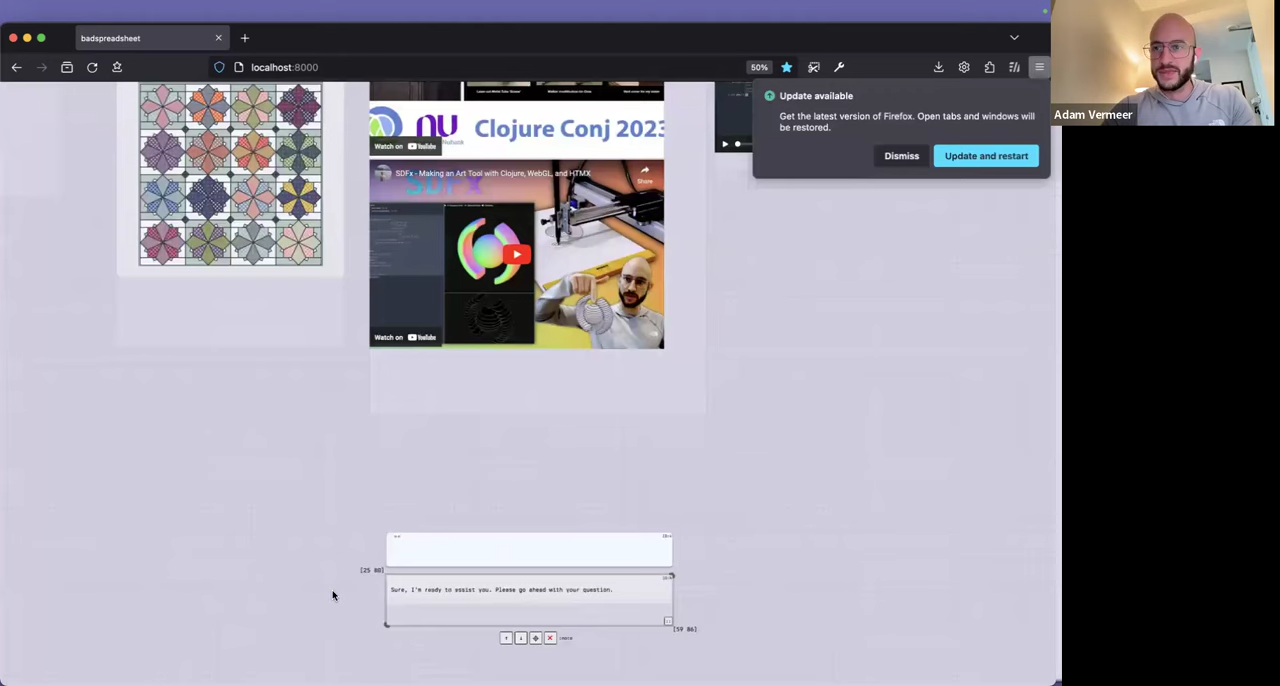 badspreadsheet
localhost:8000
50%
Update available
Get the latest version of Firefox. Open tabs and windows will
be restored.
Dismiss
Update and restart
Adam Vermeer
nu
Clojure Conj 2023
Watch on YouTube
SDFx - Making an Art Tool with Clojure, WebGL, and HTMX
Share
SDFX
Watch on YouTube
[25 80]
Sure, I'm ready to assist you. Please go ahead with your question.
[59 86]
create